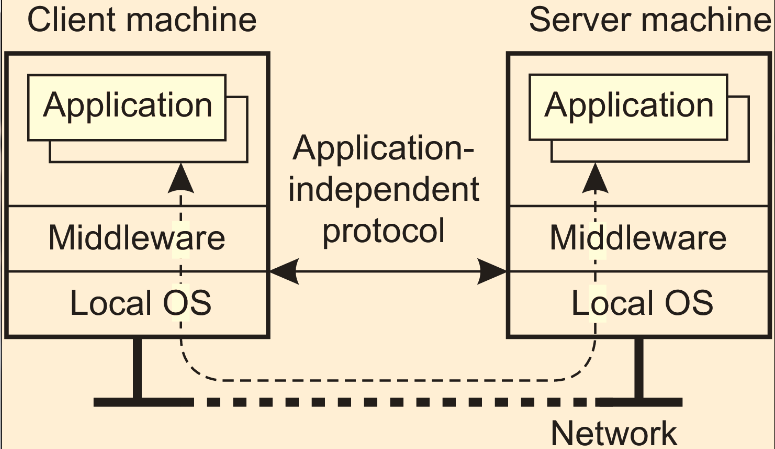 Client machine
Server machine
Application
Application
Application-
independent
protocol
Middleware
Middleware
Local OS
Local OS
Network